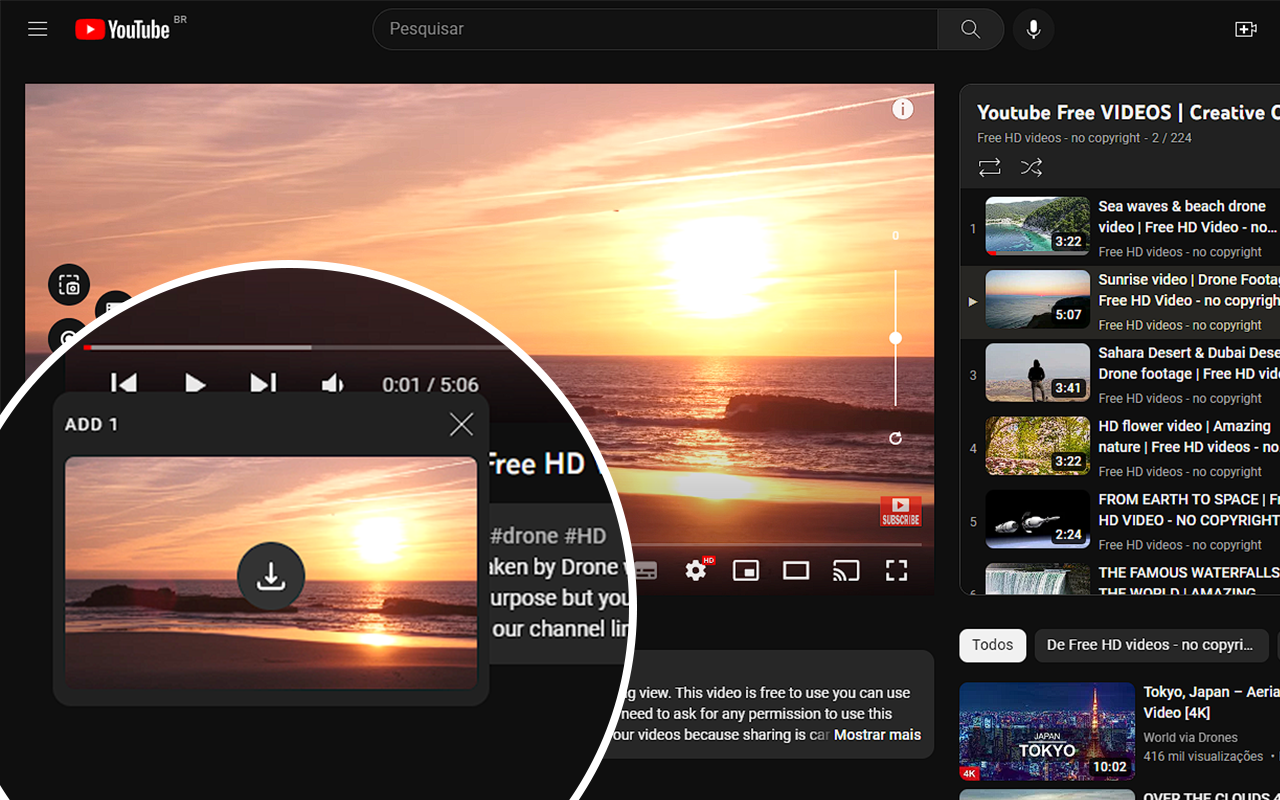 YouTube BR
Pesquisar
0
SUBSCRIBE
HD
0:01 / 5:06
ADD 1
Free HD
#drone #HD
aken by Drone
urpose but you
our channel lin
g view. This video is free to use you can use
need to ask for any permission to use this
our videos because sharing is car Mostrar mais
Youtube Free VIDEOS | Creative C
Free HD videos - no copyright - 2 / 224
1
3:22
Sea waves & beach drone
video | Free HD Video - no...
Free HD videos - no copyright
5:07
Sunrise video | Drone Footag
Free HD Video - no copyrigh
Free HD videos - no copyright
3
3:41
Sahara Desert & Dubai Dese
Drone footage | Free HD vide
Free HD videos - no copyright
4
3:22
HD flower video | Amazing
nature | Free HD videos - no
Free HD videos - no copyright
5
2:24
FROM EARTH TO SPACE | Fr
HD VIDEO - NO COPYRIGHT
Free HD videos - no copyright
THE FAMOUS WATERFALLS
THE WORLD | AMAZING
Todos
De Free HD videos - no copyri...
JAPAN
TOKYO
4K
10:02
Tokyo, Japan – Aeria
Video [4K]
World via Drones
416 mil visualizações •
OVER THE CLOUDS 4